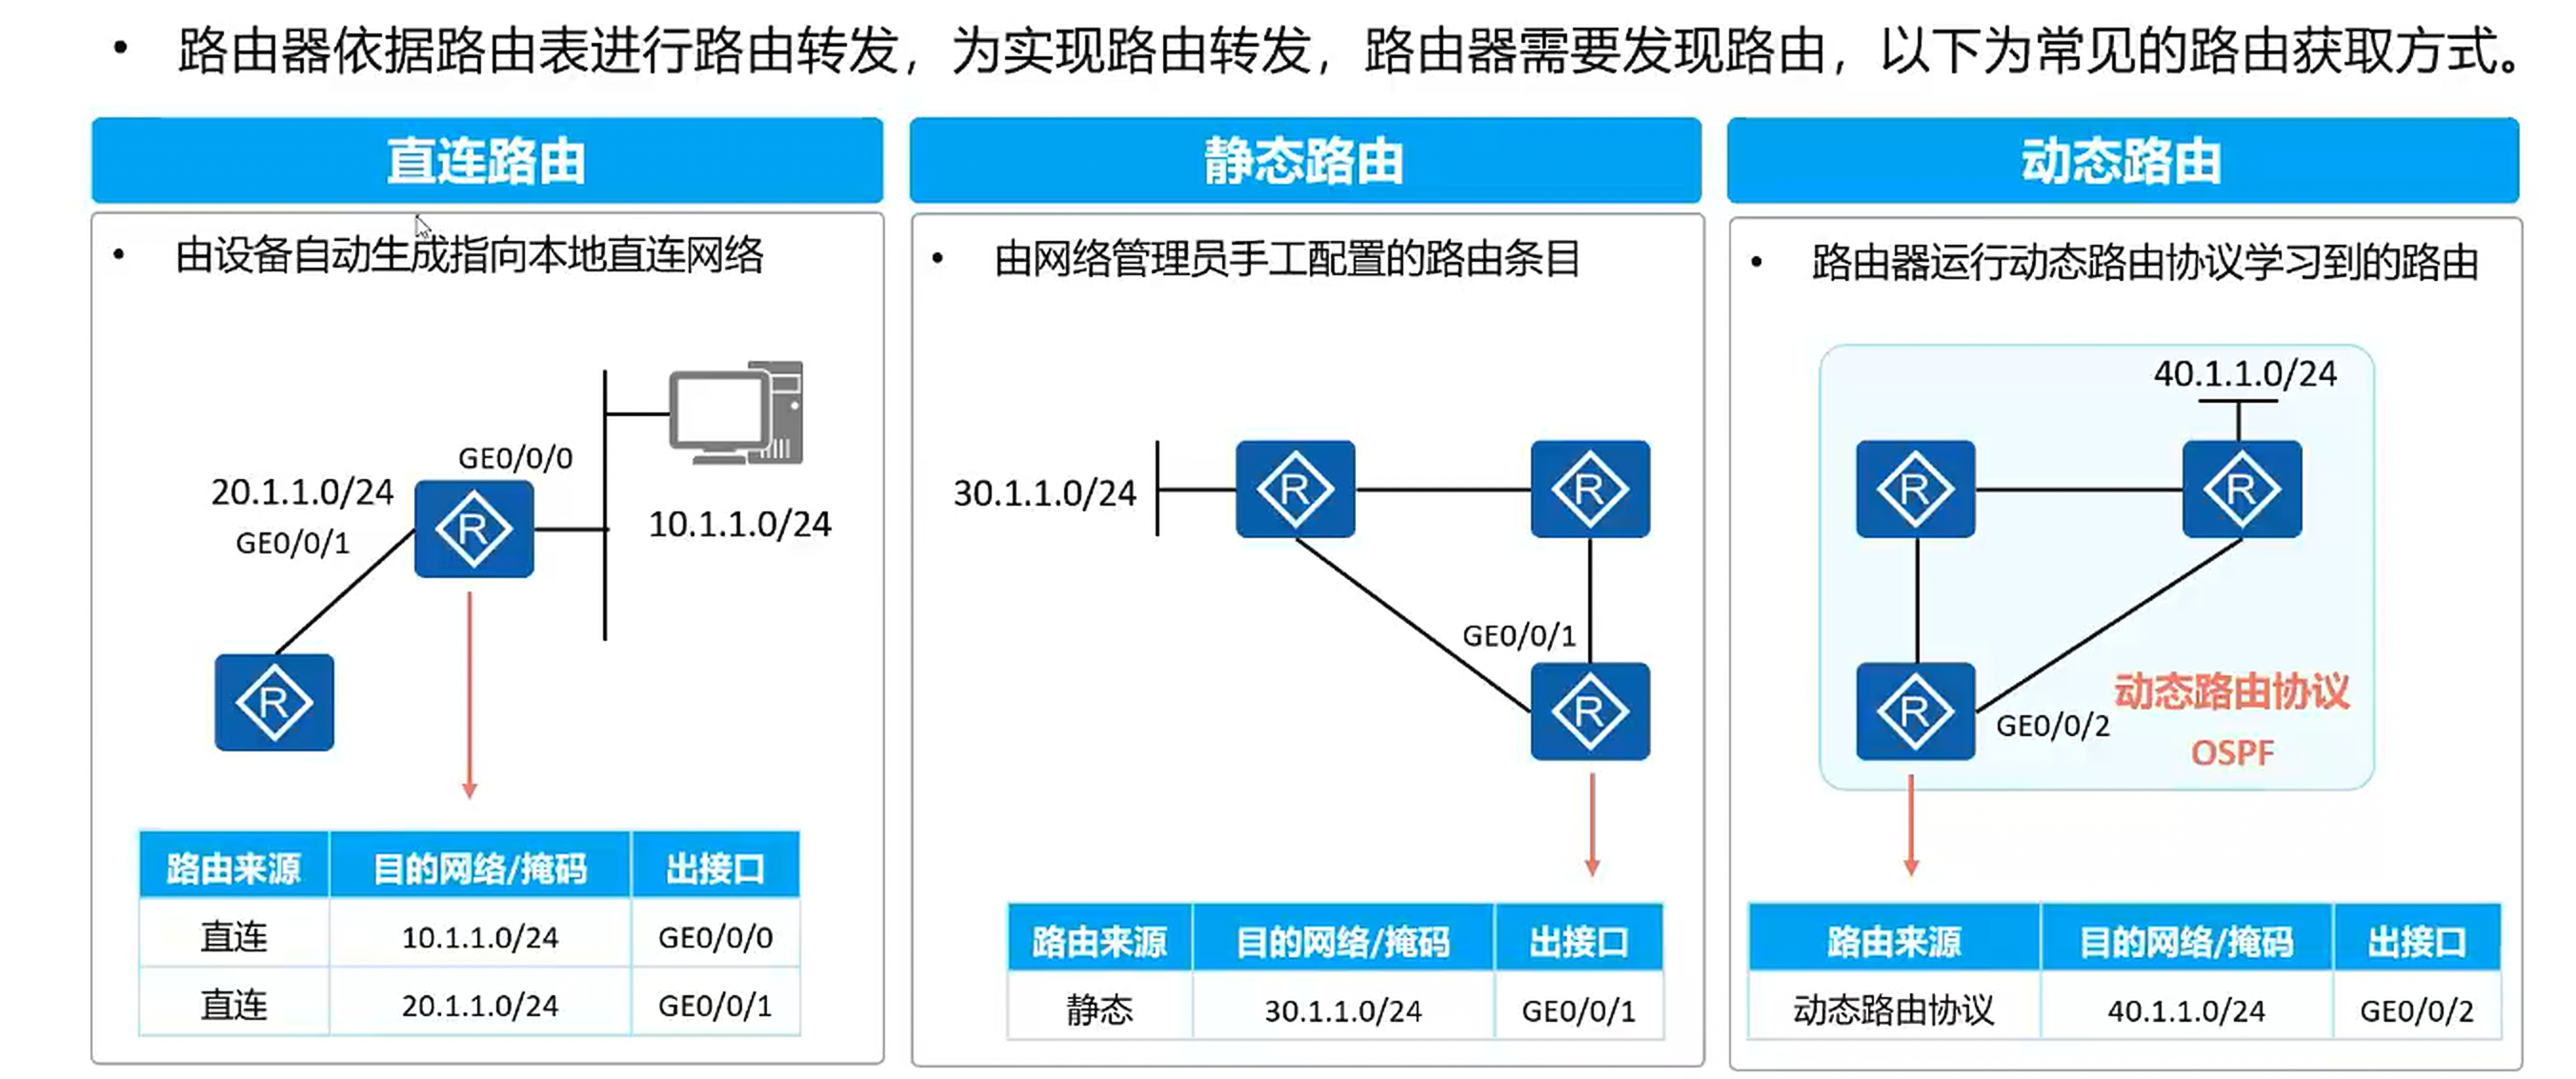 • 路由器依据路由表进行路由转发，为实现路由转发，路由器需要发现路由，以下为常见的路由获取方式。
直连路由
• 由设备自动生成指向本地直连网络
GE0/0/0
20.1.1.0/24
GE0/0/1
10.1.1.0/24
R
R
路由来源 目的网络/掩码 出接口
直连 10.1.1.0/24 GE0/0/0
直连 20.1.1.0/24 GE0/0/1
静态路由
• 由网络管理员手工配置的路由条目
30.1.1.0/24
R
R
GE0/0/1
R
路由来源 目的网络/掩码 出接口
静态 30.1.1.0/24 GE0/0/1
动态路由
• 路由器运行动态路由协议学习到的路由
40.1.1.0/24
R
R
R
GE0/0/2
动态路由协议
OSPF
路由来源 目的网络/掩码 出接口
动态路由协议 40.1.1.0/24 GE0/0/2